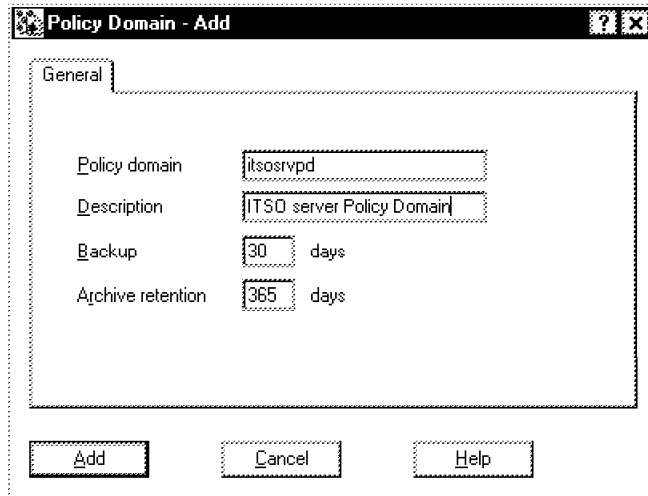 Policy Domain - Add
General
Policy domain itsosrvpd
Description ITSO server Policy Domain
Backup 30 days
Archive retention 365 days
Add Cancel Help